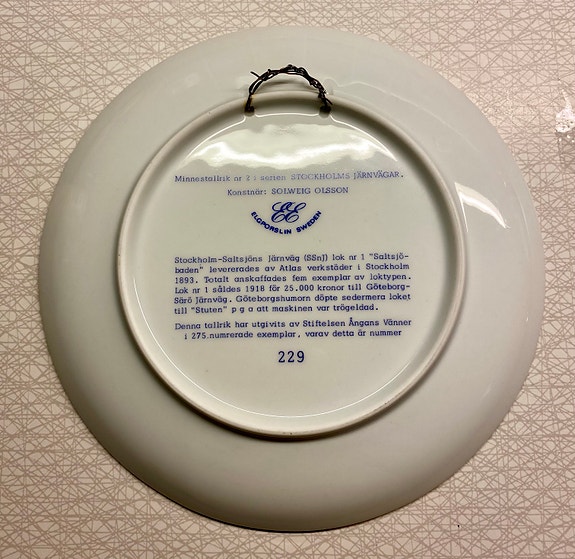 Minnestallrik nr 2 i serien STOCKHOLMS JÄRNVÄGAR.
Konstnär: SOLWEIG OLSSON
EE
ELGPORSLIN SWEDEN
Stockholm-Saltsjöns Järnväg (SSnJ) lok nr 1 "Saltsjö-
baden" levererades av Atlas verkstäder i Stockholm
1893. Totalt anskaffades fem exemplar av loktypen.
Lok nr 1 såldes 1918 för 25.000 kronor till Göteborg-
Särö Järnväg. Göteborgshumorn döpte sedermera loket
till "Stuten" p g a att maskinen var trögeldad.
Denna tallrik har utgivits av Stiftelsen Ångans Vänner
i 275 numrerade exemplar, varav detta är nummer
229